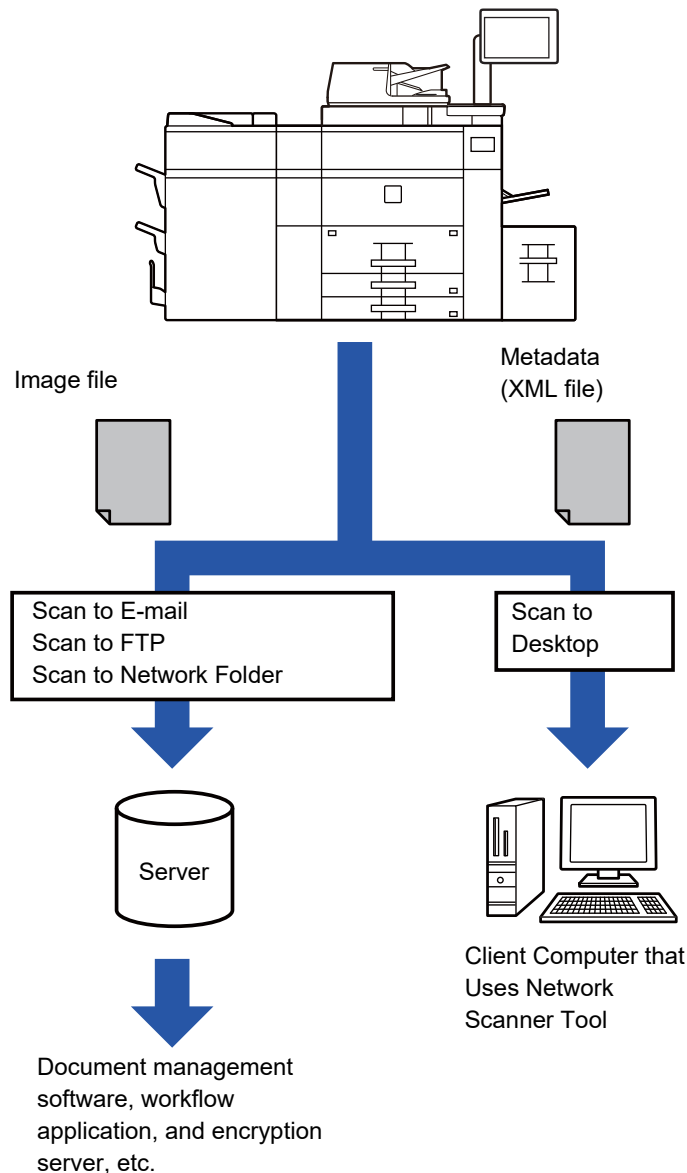 Image file
Metadata
(XML file)
Scan to E-mail
Scan to FTP
Scan to Network Folder
Scan to
Desktop
Server
Client Computer that
Uses Network
Scanner Tool
Document management
software, workflow
application, and encryption
server, etc.